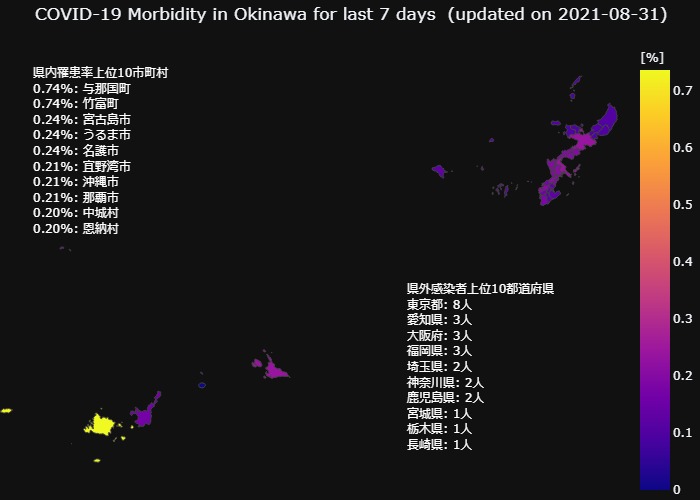 COVID-19 Morbidity in Okinawa for last 7 days (updated on 2021-08-31)
[%]
県内罹患率上位10市町村
0.74%: 与那国町
0.74%: 竹富町
0.24%: 宮古島市
0.24%: うるま市
0.24%: 名護市
0.21%: 宜野湾市
0.21%: 沖縄市
0.21%: 那覇市
0.20%: 中城村
0.20%: 恩納村
県外感染者上位10都道府県
東京都: 8人
愛知県: 3人
大阪府: 3人
福岡県: 3人
埼玉県: 2人
神奈川県: 2人
鹿児島県: 2人
宮城県: 1人
栃木県: 1人
長崎県: 1人
0.7
0.6
0.5
0.4
0.3
0.2
0.1
0